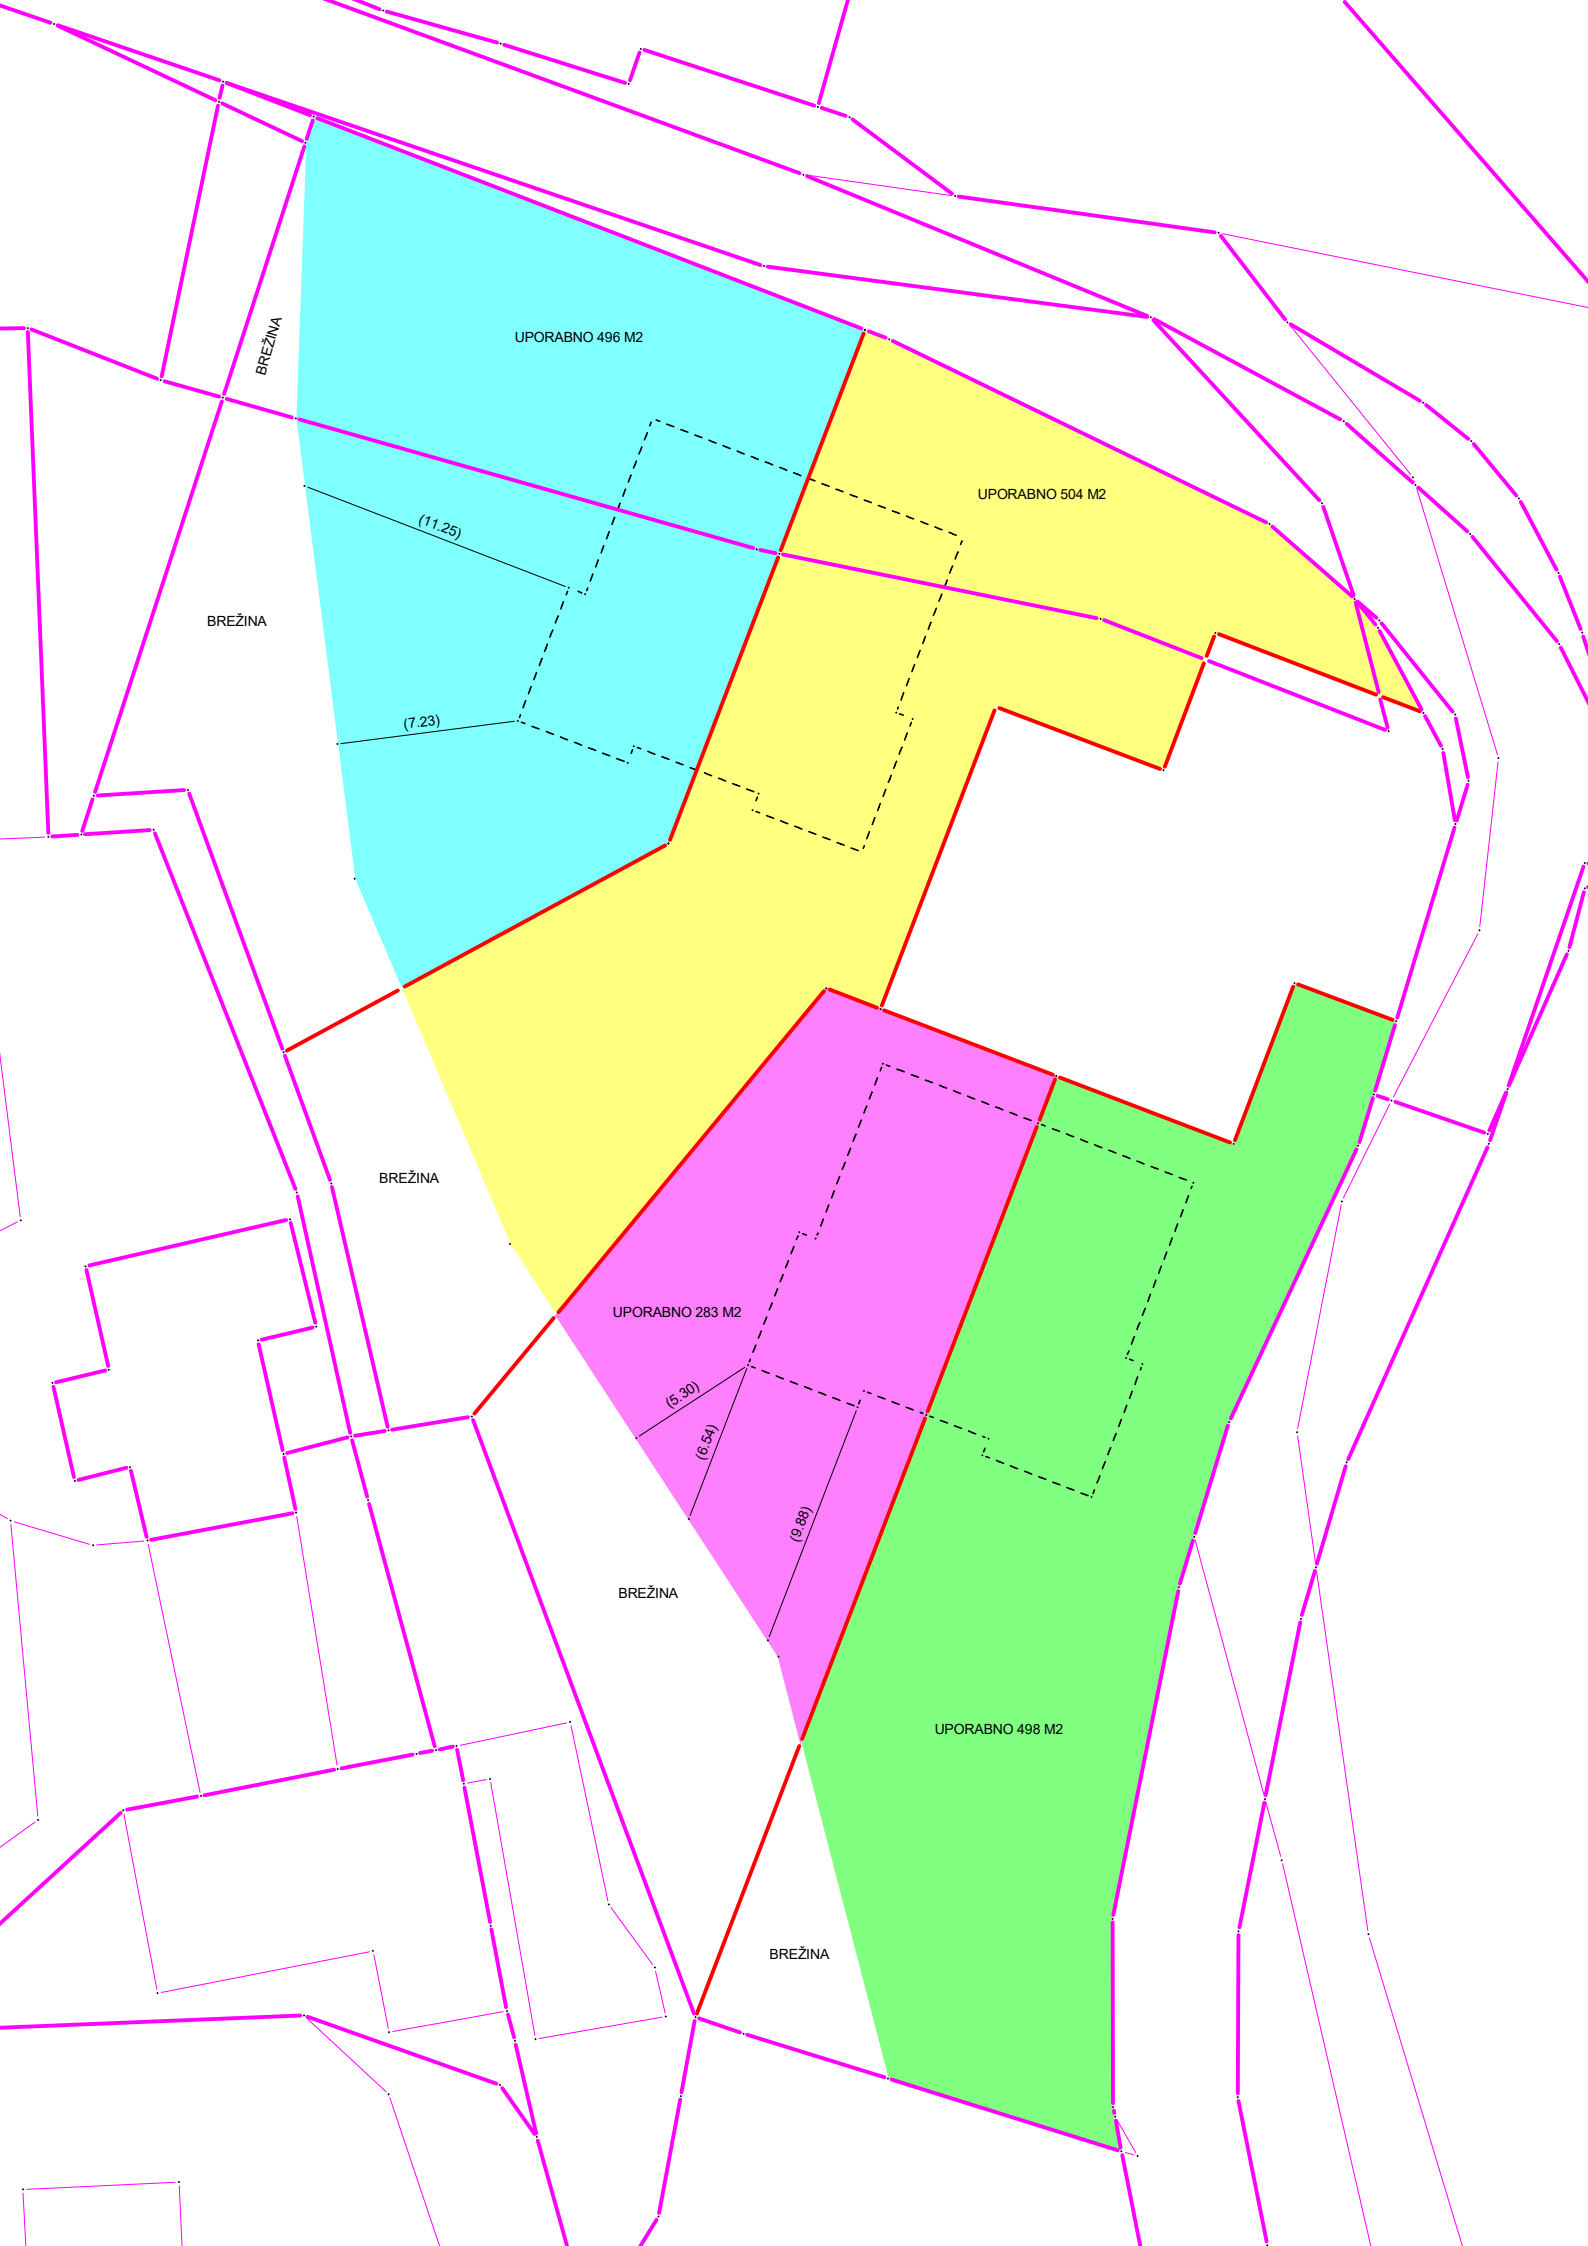 BREŽINA
UPORABNO 496 M2
UPORABNO 504 M2
(11.25)
BREŽINA
(7.23)
BREŽINA
UPORABNO 283 M2
(5.30)
(6.54)
(9.88)
BREŽINA
UPORABNO 498 M2
BREŽINA